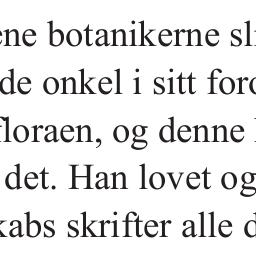 ene botanikerne sl
de onkel i sitt for
floraen, og denne
det. Han lovet og
kabs skrifter alle d